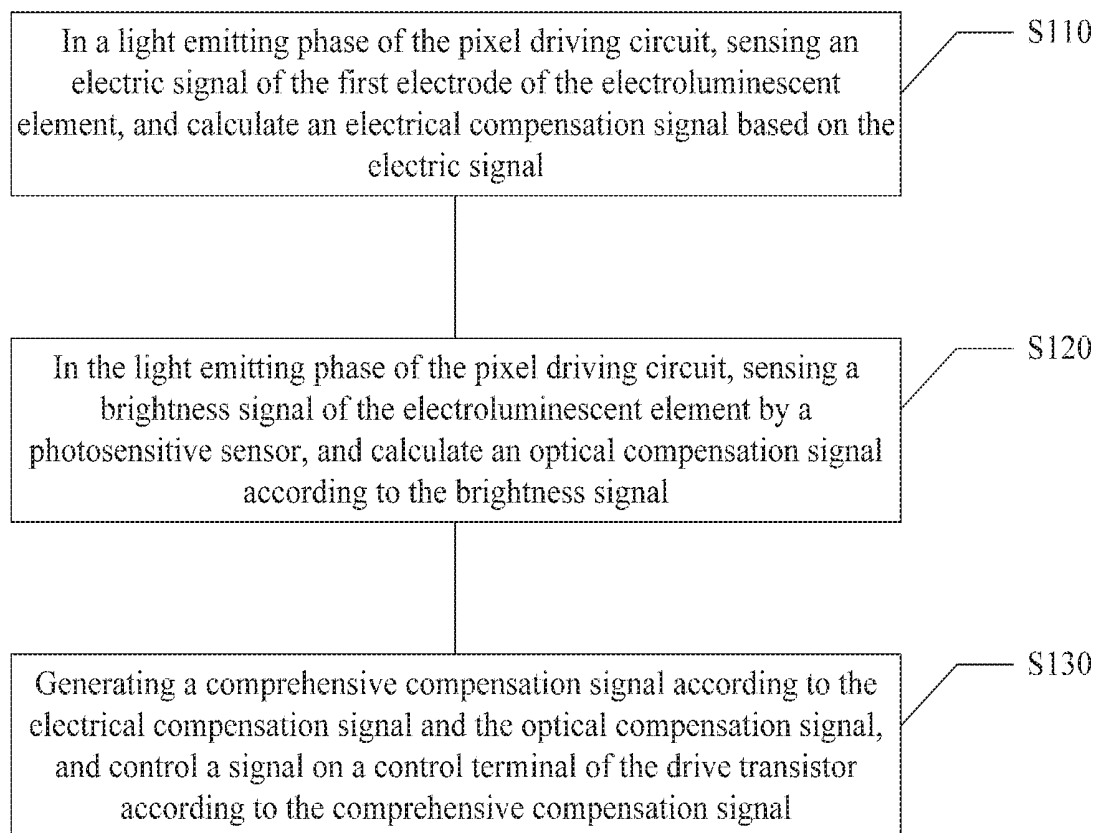 In a light emitting phase of the pixel driving circuit, sensing an
electric signal of the first electrode of the electroluminescent
element, and calculate an electrical compensation signal based on the
electric signal
S110
In the light emitting phase of the pixel driving circuit, sensing a
brightness signal of the electroluminescent element by a
photosensitive sensor, and calculate an optical compensation signal
according to the brightness signal
S120
Generating a comprehensive compensation signal according to the
electrical compensation signal and the optical compensation signal,
and control a signal on a control terminal of the drive transistor
according to the comprehensive compensation signal
S130